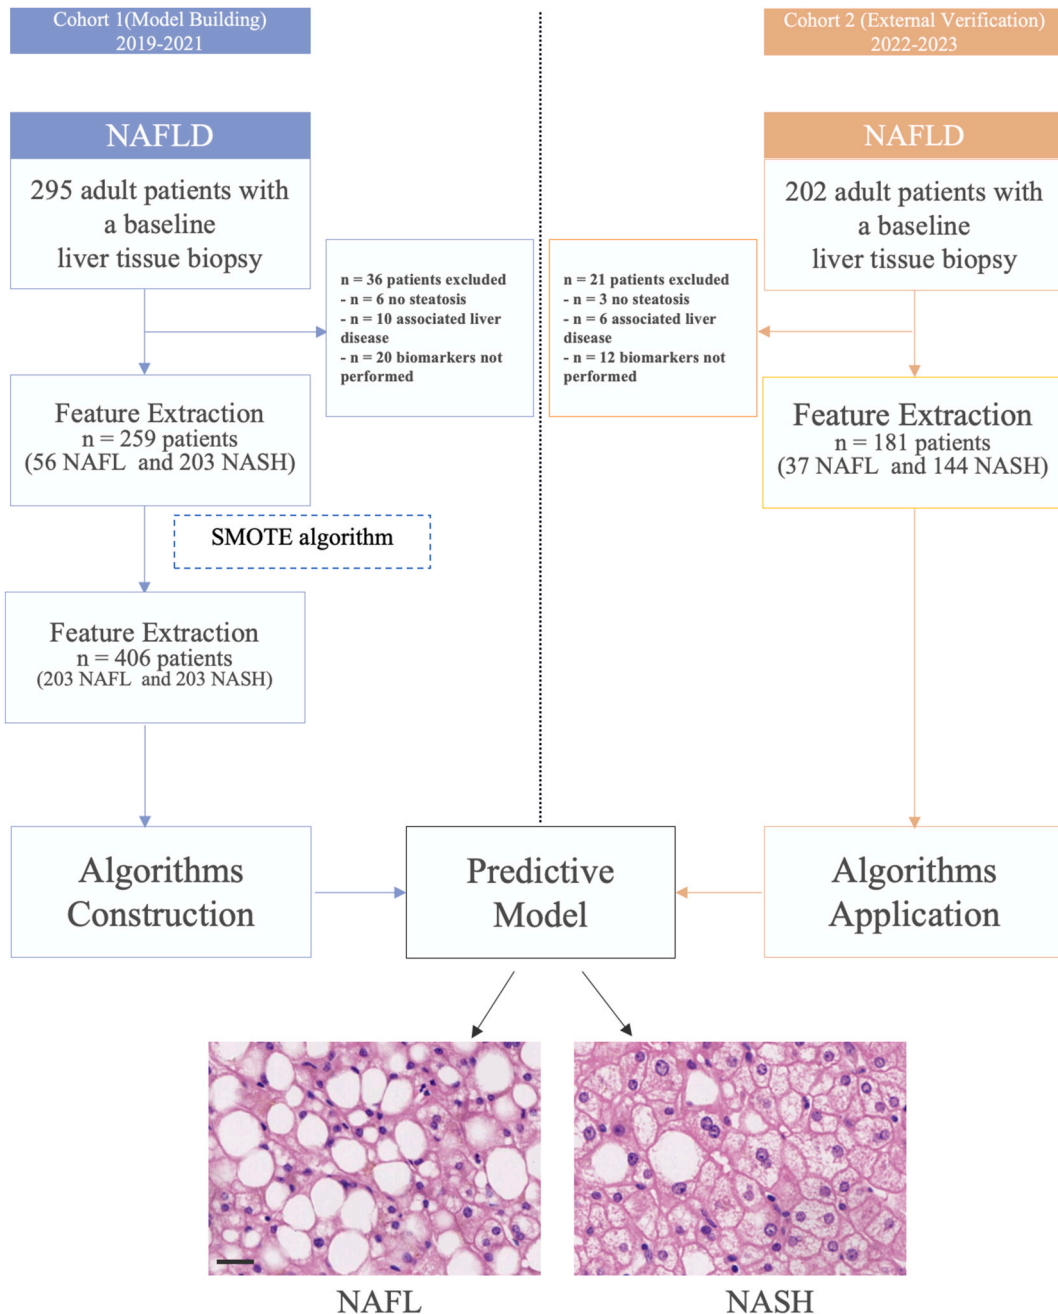 Cohort 1(Model Building)
2019-2021
NAFLD
295 adult patients with
a baseline
liver tissue biopsy
n = 36 patients excluded
- n = 6 no steatosis
- n = 10 associated liver
disease
- n = 20 biomarkers not
performed
Feature Extraction
n = 259 patients
(56 NAFL and 203 NASH)
SMOTE algorithm
Feature Extraction
n = 406 patients
(203 NAFL and 203 NASH)
Algorithms
Construction
Cohort 2 (External Verification)
2022-2023
NAFLD
202 adult patients with
a baseline
liver tissue biopsy
n = 21 patients excluded
- n = 3 no steatosis
- n = 6 associated liver
disease
- n = 12 biomarkers not
performed
Feature Extraction
n = 181 patients
(37 NAFL and 144 NASH)
Algorithms
Application
Predictive
Model
NAFL
NASH